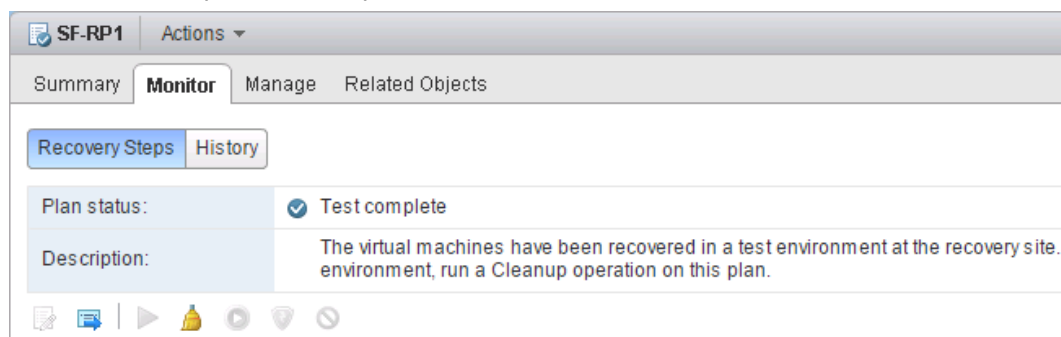 SF-RP1 Actions
Summary Monitor Manage Related Objects
Recovery Steps History
Plan status: Test complete
Description: The virtual machines have been recovered in a test environment at the recovery site.
environment, run a Cleanup operation on this plan.